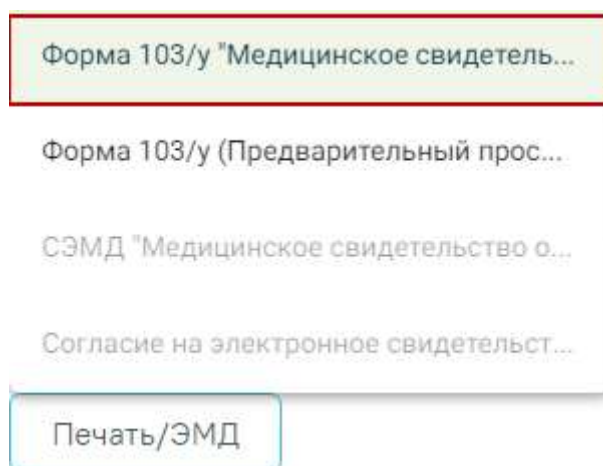 Форма 103/у "Медицинское свидетель...
Форма 103/у (Предварительный прос...
СЭМД "Медицинское свидетельство о...
Согласие на электронное свидетельст...
Печать/ЭМД